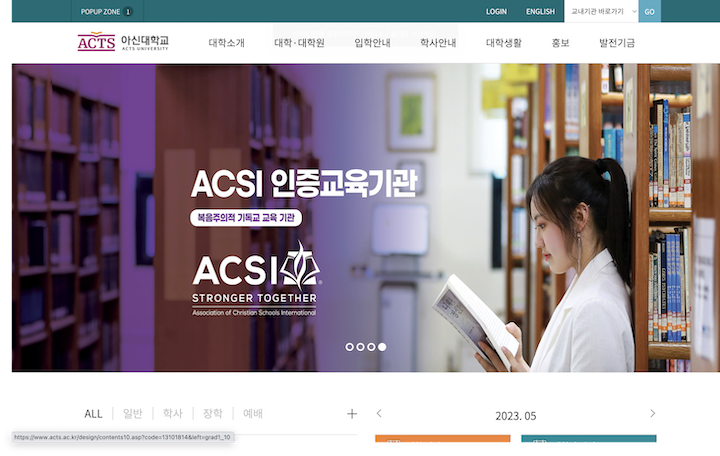 POPUP ZONE 1
LOGIN
ENGLISH
교내기관 바로가기
GO
ACTS 아신대학교
ACTS UNIVERSITY
대학소개
대학·대학원
입학안내
학사안내
대학생활
홍보
발전기금
ACSI 인증교육기관
복음주의적 기독교 교육 기관
ACSI
STRONGER TOGETHER
Association of Christian Schools International
ALL
일반
학사
장학
예배
2023. 05
https://www.acts.ac.kr/design/contents10.asp?code=13101814&left=grad1_10